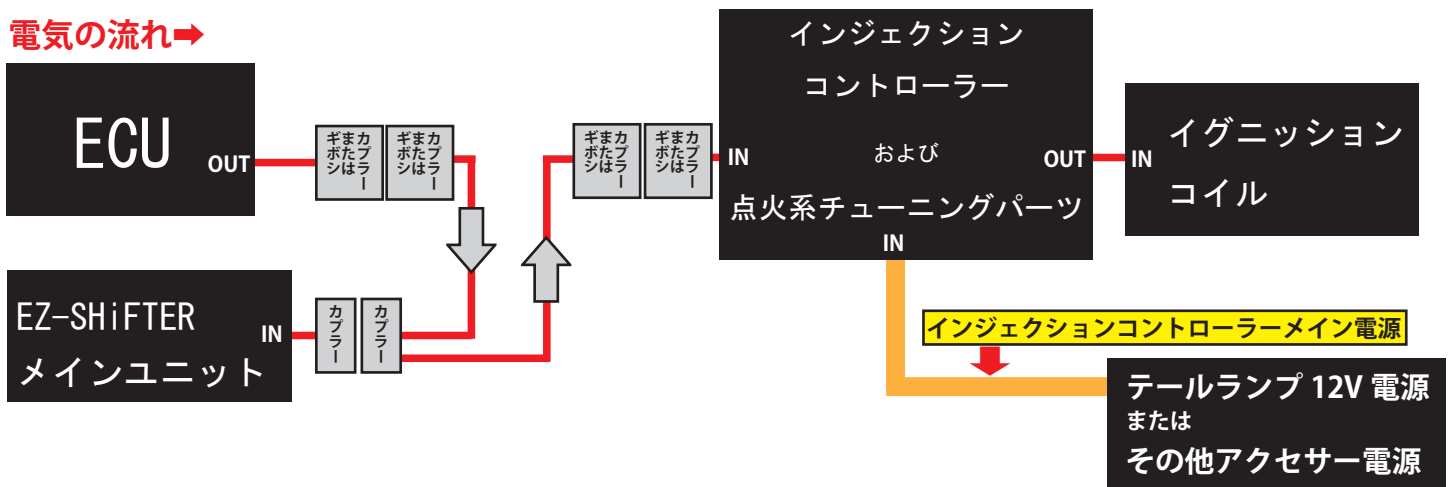 電気の流れ➡
ECU
OUT
カプラー
または
ギボシ
カプラー
または
ギボシ
EZ-SHiFTER
メインユニット
IN
カプラー
カプラー
カプラー
または
ギボシ
カプラー
または
ギボシ
インジェクション
コントローラー
および
点火系チューニングパーツ
IN
OUT
IN
IN
イグニッション
コイル
インジェクションコントローラーメイン電源
テールランプ 12V 電源
または
その他アクセサー電源